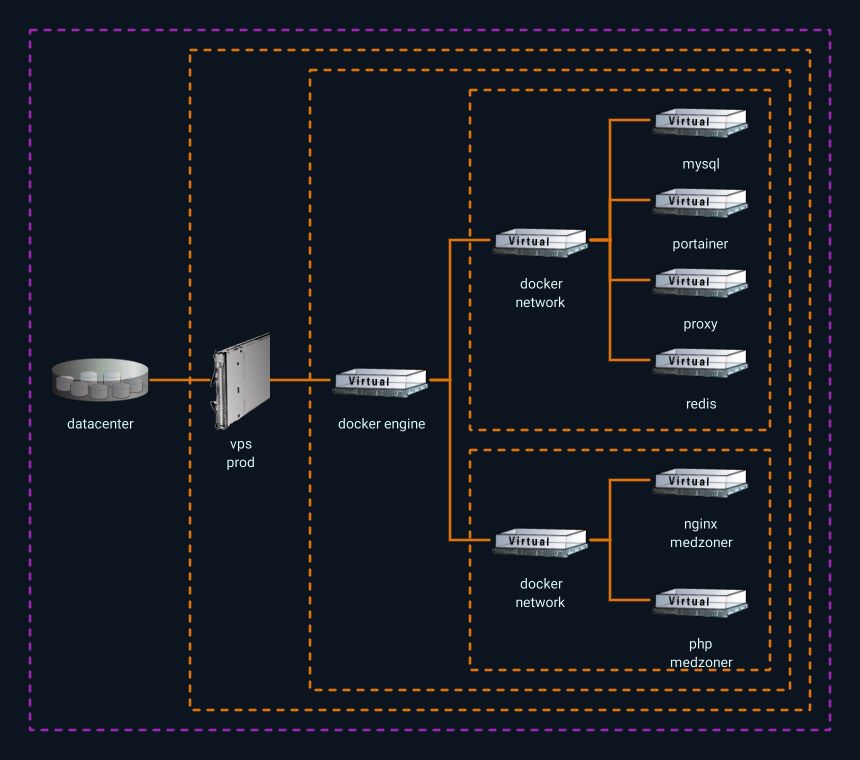 Virtual
mysql
Virtual
portainer
Virtual
docker
network
Virtual
proxy
Virtual
redis
datacenter
vps
prod
Virtual
docker engine
Virtual
nginx
medzoner
Virtual
docker
network
Virtual
php
medzoner